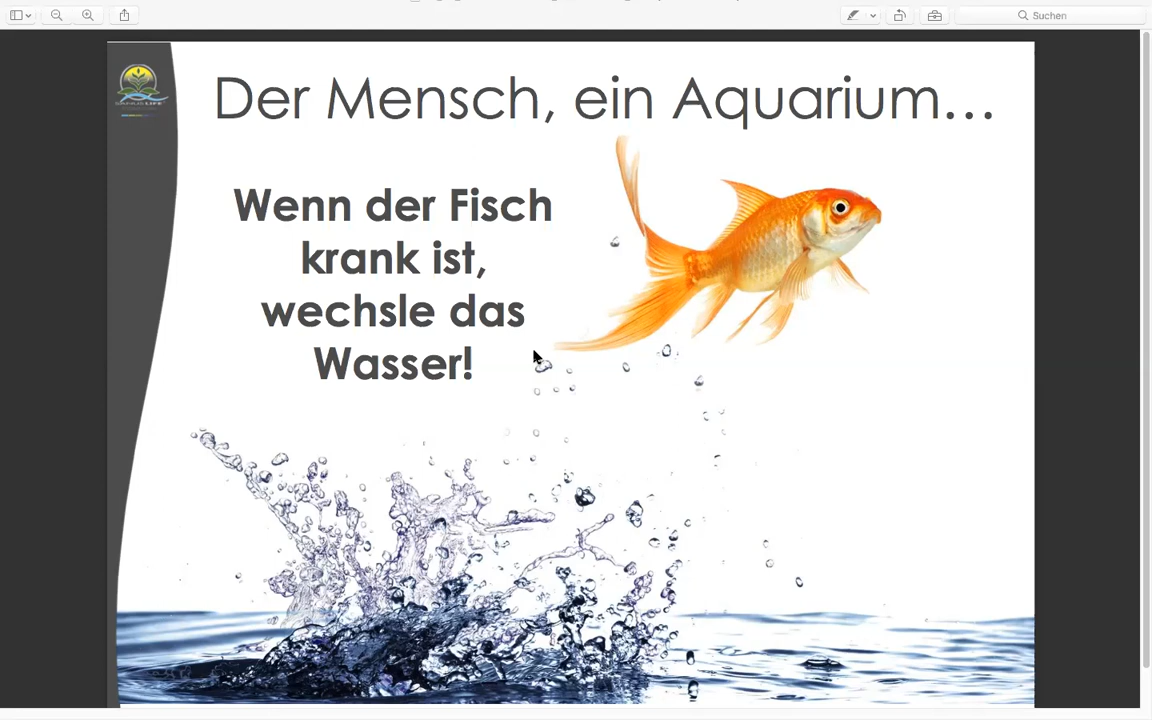 Suchen
Der Mensch, ein Aquarium...
Wenn der Fisch
krank ist,
wechsle das
Wasser!